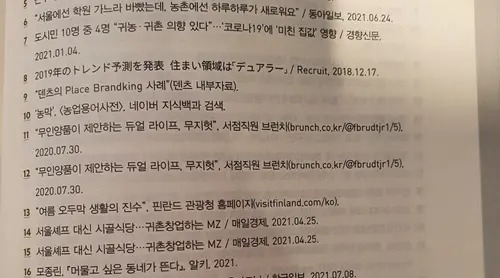 6 “서울에선 학원 가느라 바빴는데, 농촌에선 하루하루가 새로워요” / 동아일보, 2021.06.24.
7 도시민 10명 중 4명 “귀농·귀촌 의향 있다”…‘코로나19’에 ‘미친 집값’ 영향 / 경향신문,
2021.01.04.
8 2019年のトレンド予測を発表 住まい領域は「デュアラー」 / Recruit, 2018.12.17.
9 “덴츠의 Place Brandking 사례”(덴츠 내부자료).
10 ‘농막’, 〈농업용어사전〉, 네이버 지식백과 검색.
11 “무인양품이 제안하는 듀얼 라이프, 무지헛”, 서점직원 브런치(brunch.co.kr/@fbrudtjr1/5),
2020.07.30.
12 “무인양품이 제안하는 듀얼 라이프, 무지헛”, 서점직원 브런치(brunch.co.kr/@fbrudtjr1/5),
2020.07.30.
13 “여름 오두막 생활의 진수”, 핀란드 관광청 홈페이지(visitfinland.com/ko).
14 서울셰프 대신 시골식당…귀촌창업하는 MZ / 매일경제, 2021.04.25.
15 서울셰프 대신 시골식당…귀촌창업하는 MZ / 매일경제, 2021.04.25.
16 모종린, 『머물고 싶은 동네가 뜬다』, 알키, 2021.
/ 한국일보, 2021.07.08.